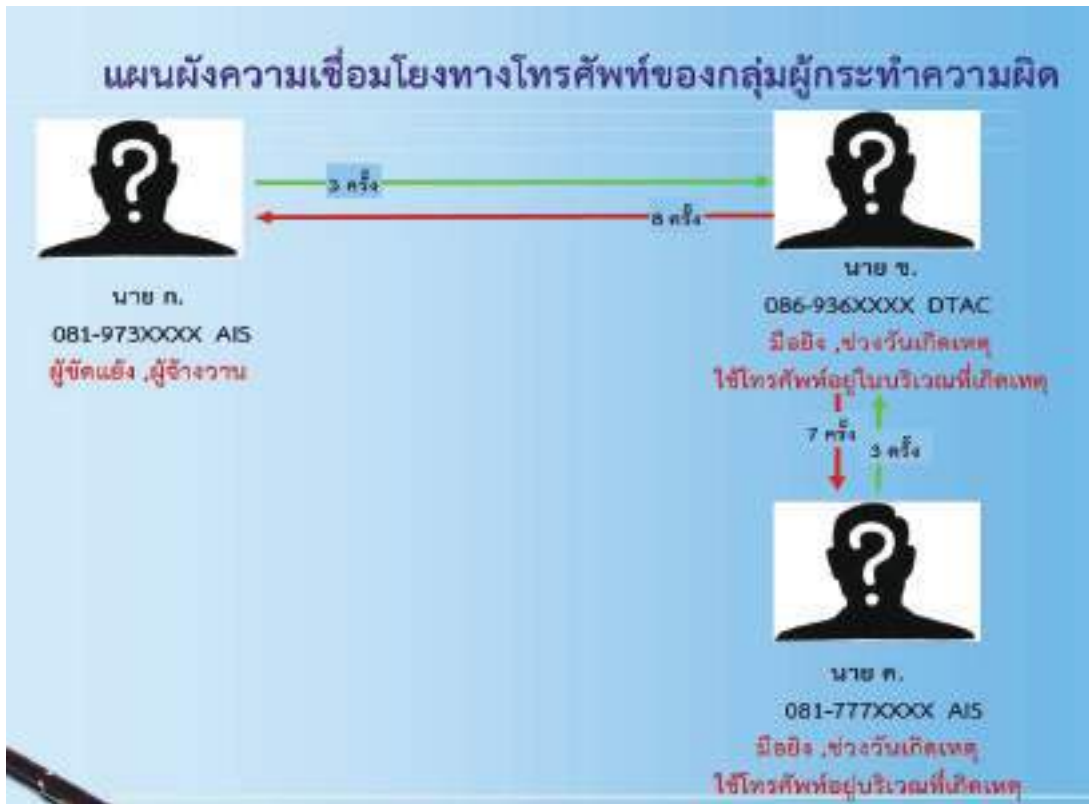 แผนผังความเชื่อมโยงทางโทรศัพท์ของกลุ่มผู้กระทำความผิด
3 ครั้ง
8 ครั้ง
นาย ก.
081-973XXXX AIS
ผู้ขัดแย้ง ,ผู้จ้างวาน
นาย ข.
086-936XXXX DTAC
มือยิง ,ช่วงวันเกิดเหตุ
ใช้โทรศัพท์อยู่ในบริเวณที่เกิดเหตุ
7 ครั้ง
3 ครั้ง
นาย ค.
081-777XXXX AIS
มือยิง ,ช่วงวันเกิดเหตุ
ใช้โทรศัพท์อยู่บริเวณที่เกิดเหตุ